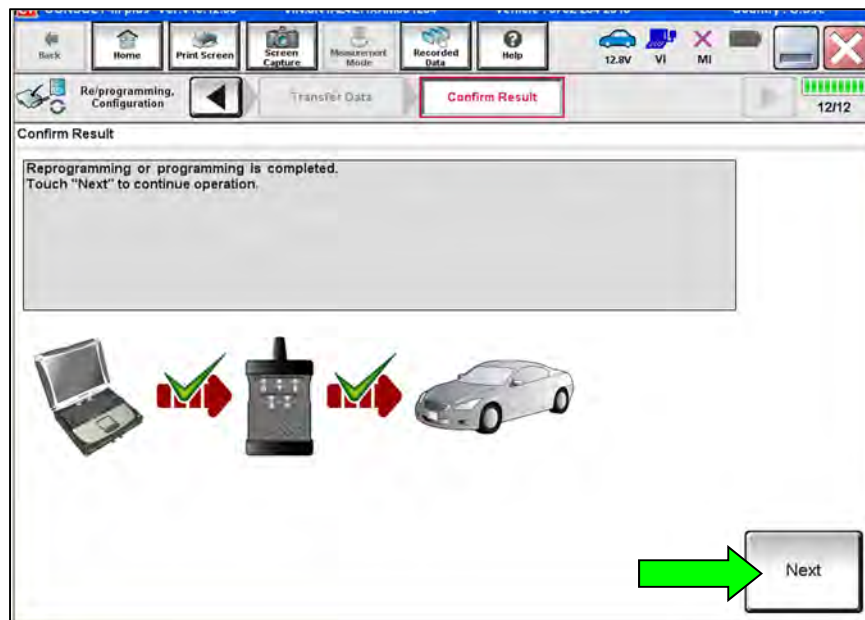 Back
Home
Print Screen
Screen
Capture
Measurement
Mode
Recorded
Data
Help
12.8V
VI
MI
Re/programming,
Configuration
Transfer Data
Confirm Result
12/12
Confirm Result
Reprogramming or programming is completed.
Touch "Next" to continue operation.
Next